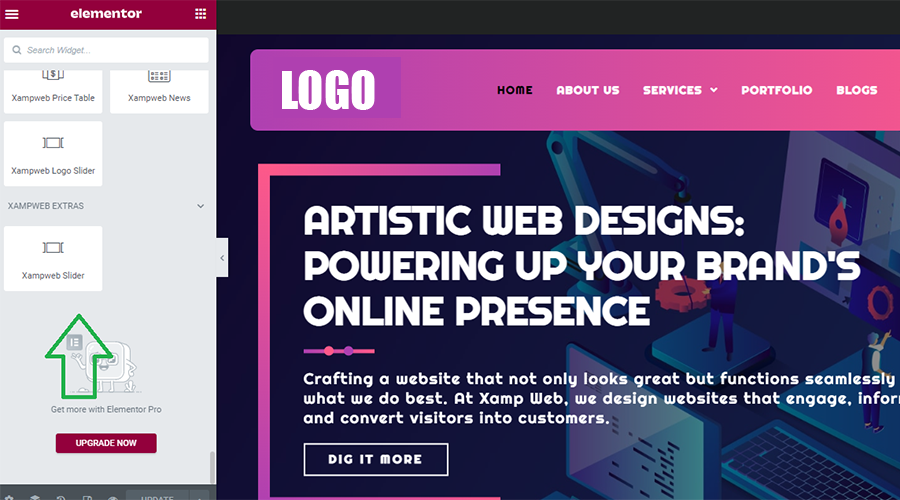 elementor
Search Widget...
Xampweb Price Table
Xampweb News
Xampweb Logo Slider
XAMPWEB EXTRAS
Xampweb Slider
Get more with Elementor Pro
UPGRADE NOW
UPDATE
LOGO
HOME ABOUT US SERVICES PORTFOLIO BLOGS
ARTISTIC WEB DESIGNS:
POWERING UP YOUR BRAND'S
ONLINE PRESENCE
Crafting a website that not only looks great but functions seamlessly
what we do best. At Xamp Web, we design websites that engage, infor
and convert visitors into customers.
DIG IT MORE